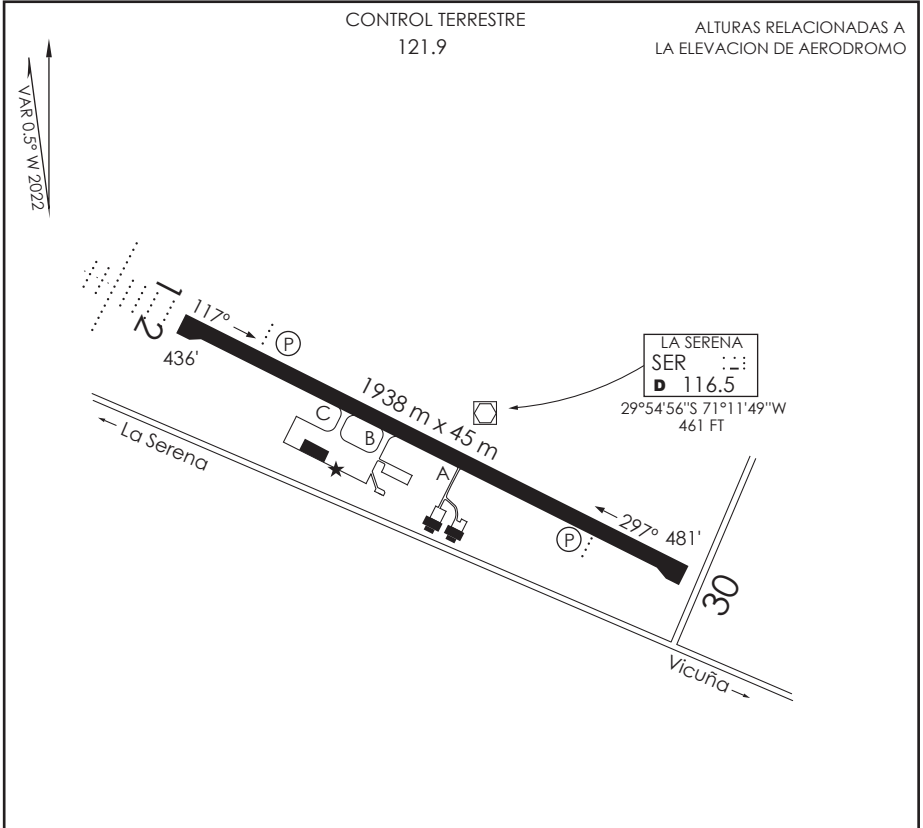 CONTROL TERRESTRE
121.9
ALTURAS RELACIONADAS A
LA ELEVACION DE AERODROMO
VAR 0.5° W 2022
12
117°
P
436'
1938 m x 45 m
LA SERENA
SER
D 116.5
29°54'56"S 71°11'49"W
461 FT
C
B
A
← La Serena
297° 481'
P
30
Vicuña